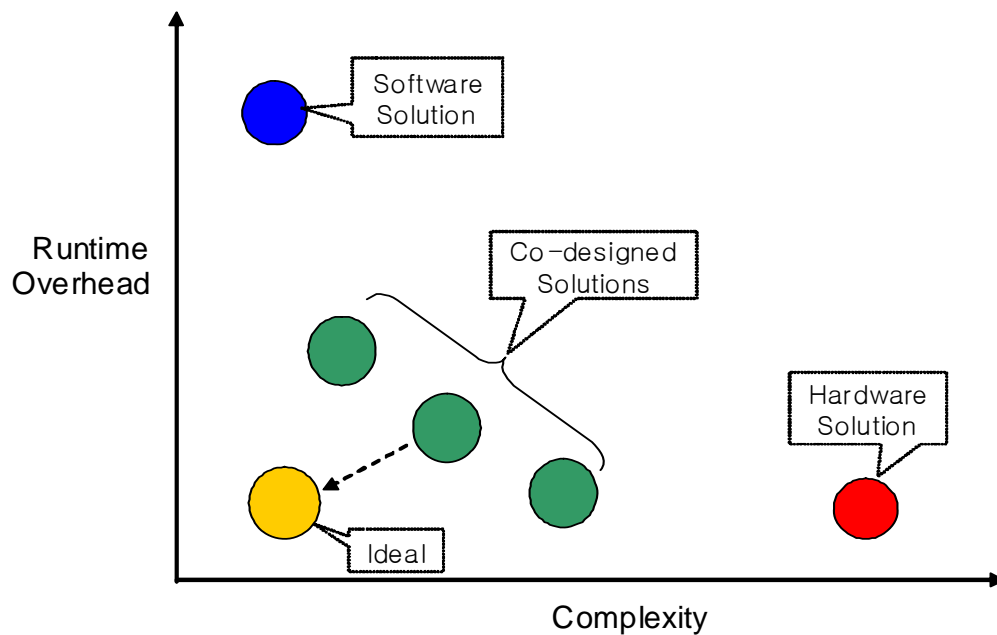 Software
Solution
Runtime
Overhead
Co-designed
Solutions
Hardware
Solution
Ideal
Complexity